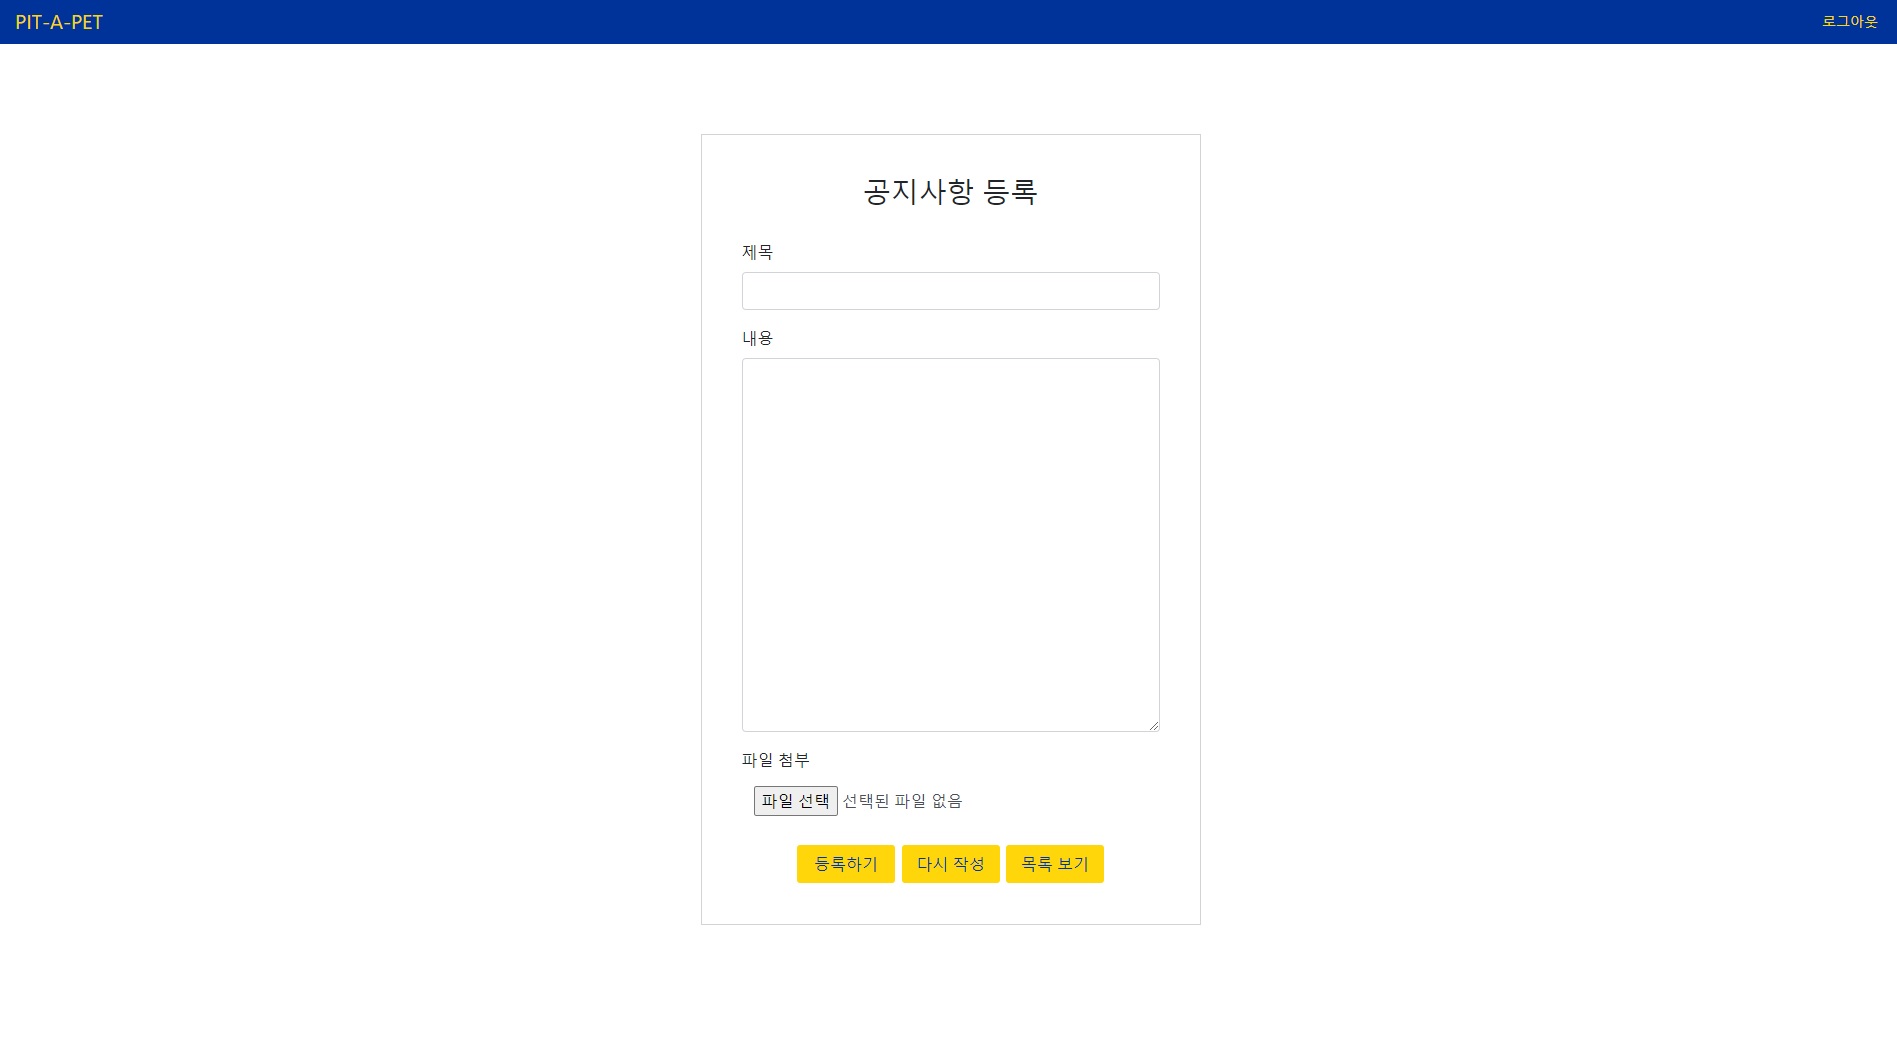 PIT-A-PET
로그아웃
공지사항 등록
제목
내용
파일 첨부
파일 선택 선택된 파일 없음
등록하기 다시 작성 목록 보기